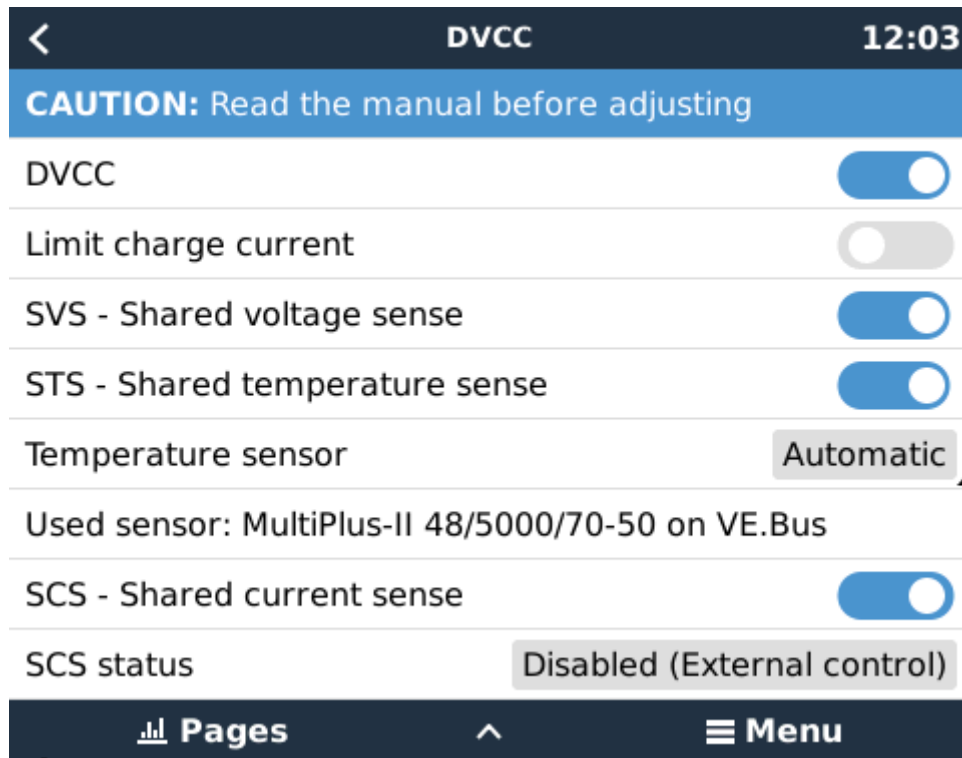 DVCC 12:03
CAUTION: Read the manual before adjusting
DVCC
Limit charge current
SVS - Shared voltage sense
STS - Shared temperature sense
Temperature sensor Automatic
Used sensor: MultiPlus-II 48/5000/70-50 on VE.Bus
SCS - Shared current sense
SCS status Disabled (External control)
Pages Menu